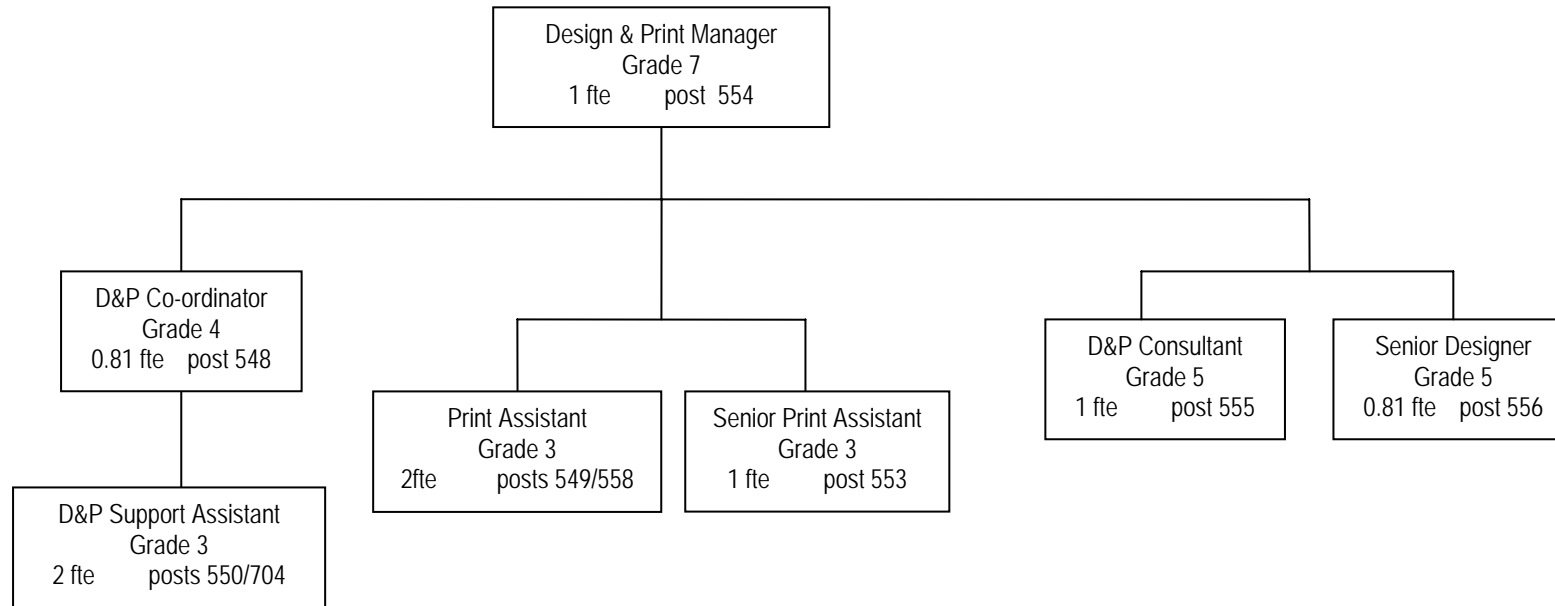 Design & Print Manager
Grade 7
1 fte post 554
D&P Co-ordinator
Grade 4
0.81 fte post 548
D&P Support Assistant
Grade 3
2 fte posts 550/704
Print Assistant
Grade 3
2fte posts 549/558
Senior Print Assistant
Grade 3
1 fte post 553
D&P Consultant
Grade 5
1 fte post 555
Senior Designer
Grade 5
0.81 fte post 556